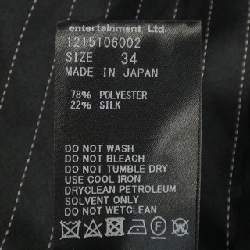 entertainment Ltd.
1215106002
SIZE 34
MADE IN JAPAN
78% POLYESTER
22% SILK
DO NOT WASH
DO NOT BLEACH
DO NOT TUMBLE DRY
USE COOL IRON
DRYCLEAN PETROLEUM
SOLVENT ONLY
DO NOT WETCLEAN